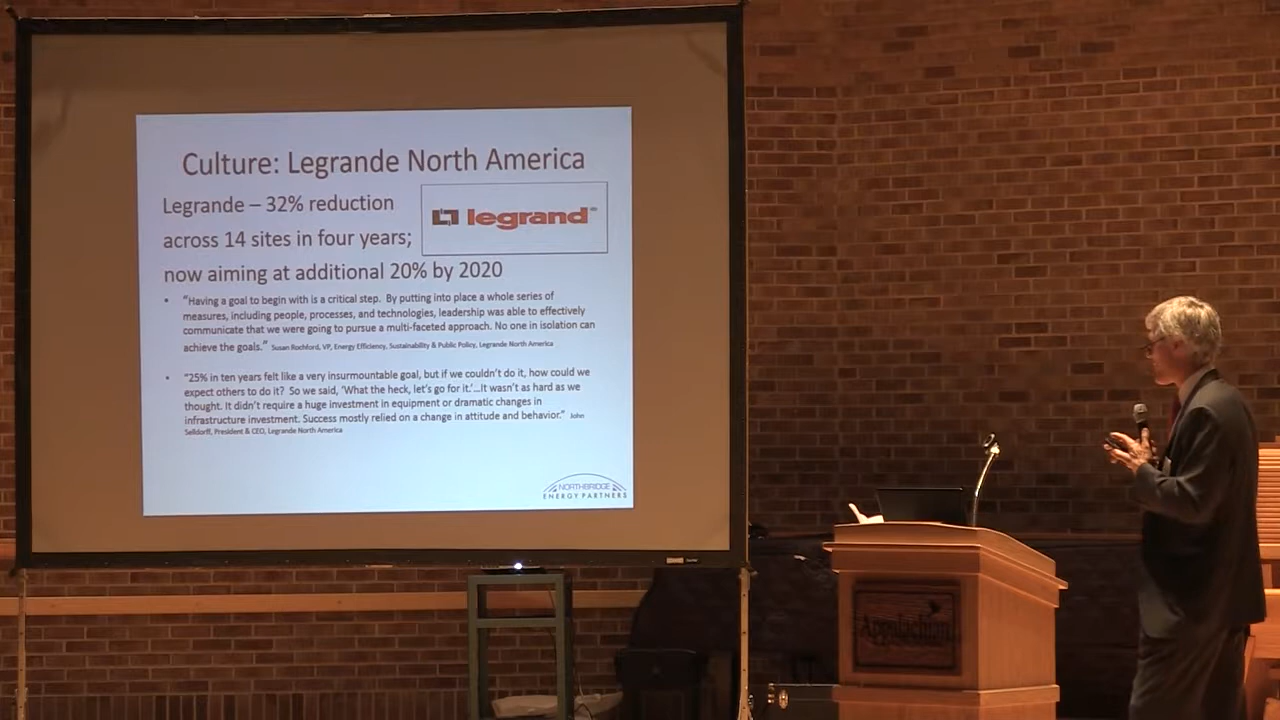 Culture: Legrande North America
Legrande – 32% reduction
across 14 sites in four years;
now aiming at additional 20% by 2020
legrand®
• “Having a goal to begin with is a critical step. By putting into place a whole series of
measures, including people, processes, and technologies, leadership was able to effectively
communicate that we were going to pursue a multi-faceted approach. No one in isolation can
achieve the goals.” Susan Rochford, VP, Energy Efficiency, Sustainability & Public Policy, Legrande North America
• “25% in ten years felt like a very insurmountable goal, but if we couldn’t do it, how could we
expect others to do it? So we said, ‘What the heck, let’s go for it.’…It wasn’t as hard as we
thought. It didn’t require a huge investment in equipment or dramatic changes in
infrastructure investment. Success mostly relied on a change in attitude and behavior.” John
Selldorff, President & CEO, Legrande North America
NORTHBRIDGE
ENERGY PARTNERS
Appalachian